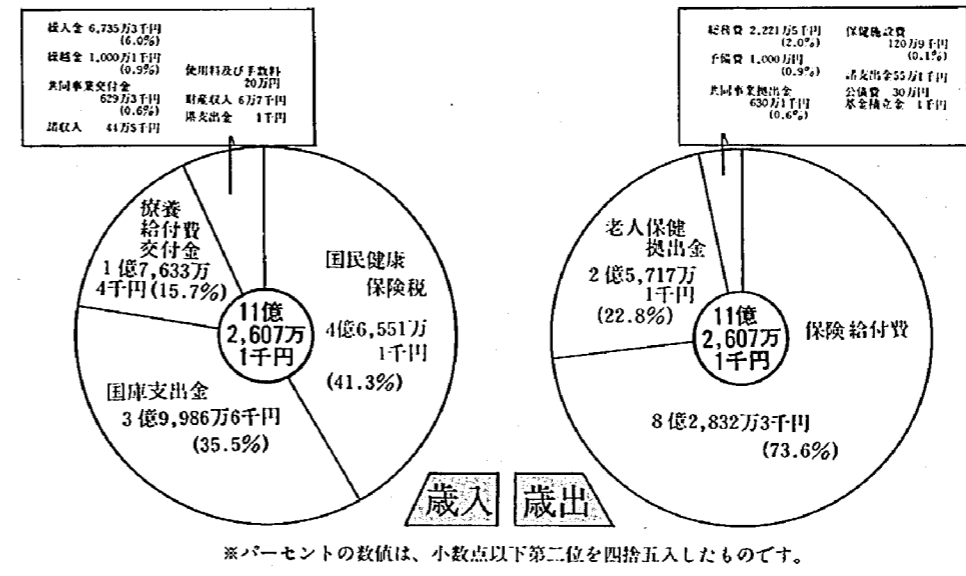 繰入金 6,735万3千円
(6.0%)
繰越金 1,000万1千円
(0.9%)
共同事業交付金
629万3千円
(0.6%)
諸収入 44万5千円
使用料及び手数料
20万円
財産収入 6万7千円
県支出金 1千円
療養
給付費
交付金
1億7,633万
4千円(15.7%)
国民健康
保険税
4億6,551万
1千円
(41.3%)
11億
2,607万
1千円
国庫支出金
3億9,986万6千円
(35.5%)
総務費 2,221万5千円
(2.0%)
予備費 1,000万円
(0.9%)
共同事業拠出金
630万1千円
(0.6%)
保健施設費
120万9千円
(0.1%)
諸支出金55万1千円
公債費 30万円
基金積立金 1千円
老人保健
拠出金
2億5,717万
1千円
(22.8%)
11億
2,607万
1千円
保険給付費
8億2,832万3千円
(73.6%)
歳入 歳出
※パーセントの数値は、小数点以下第二位を四捨五入したものです。